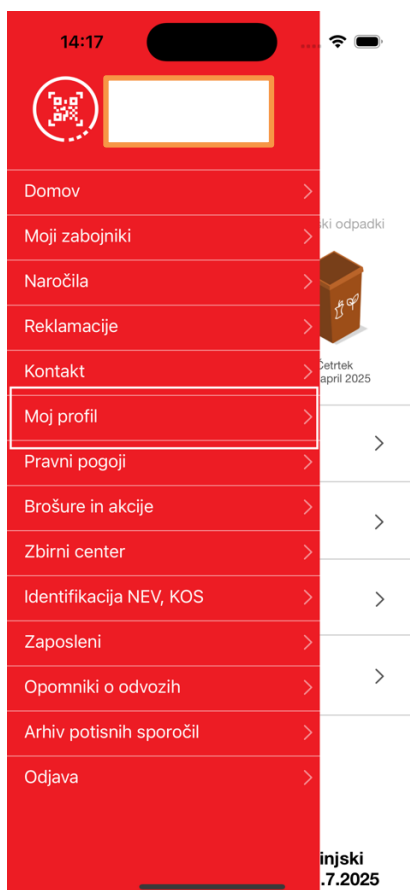 14:17
Domov
Moji zabojniki
Naročila
Reklamacije
Kontakt
Moj profil
Pravni pogoji
Brošure in akcije
Zbirni center
Identifikacija NEV, KOS
Zaposleni
Opomniki o odvozih
Arhiv potisnih sporočil
Odjava
ki odpadki
Četrtek
april 2025
injski
.7.2025